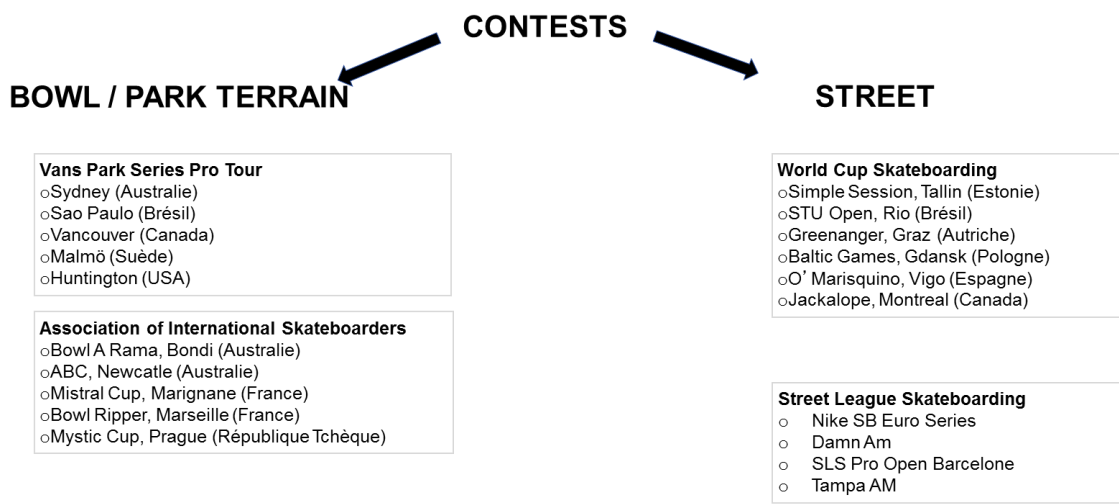 CONTESTS
BOWL / PARK TERRAIN
STREET
Vans Park Series Pro Tour
oSydney (Australie)
oSao Paulo (Brésil)
oVancouver (Canada)
oMalmö (Suède)
oHuntington (USA)
Association of International Skateboarders
oBowl A Rama, Bondi (Australie)
oABC, Newcatle (Australie)
oMistral Cup, Marignane (France)
oBowl Ripper, Marseille (France)
oMystic Cup, Prague (République Tchèque)
World Cup Skateboarding
oSimple Session, Tallin (Estonie)
oSTU Open, Rio (Brésil)
oGreenanger, Graz (Autriche)
oBaltic Games, Gdansk (Pologne)
oO’ Marisquino, Vigo (Espagne)
oJackalope, Montreal (Canada)
Street League Skateboarding
o Nike SB Euro Series
o Damn Am
o SLS Pro Open Barcelone
o Tampa AM